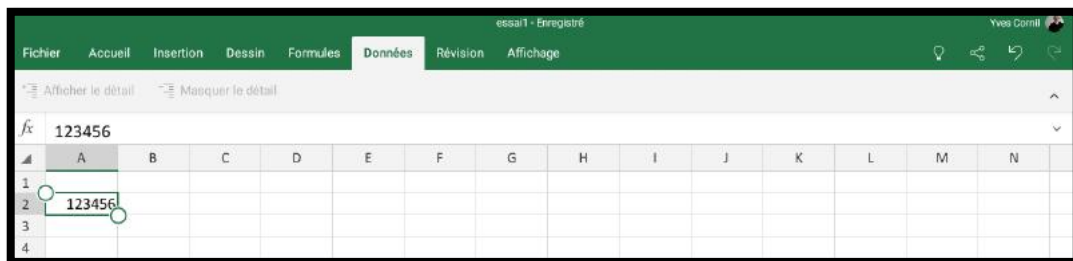 essai1 - Enregistré Yves Cornil
Fichier Accueil Insertion Dessin Formules Données Révision Affichage
Afficher le détail Masquer le détail
fx 123456
A B C D E F G H I J K L M N
1
2 123456
3
4